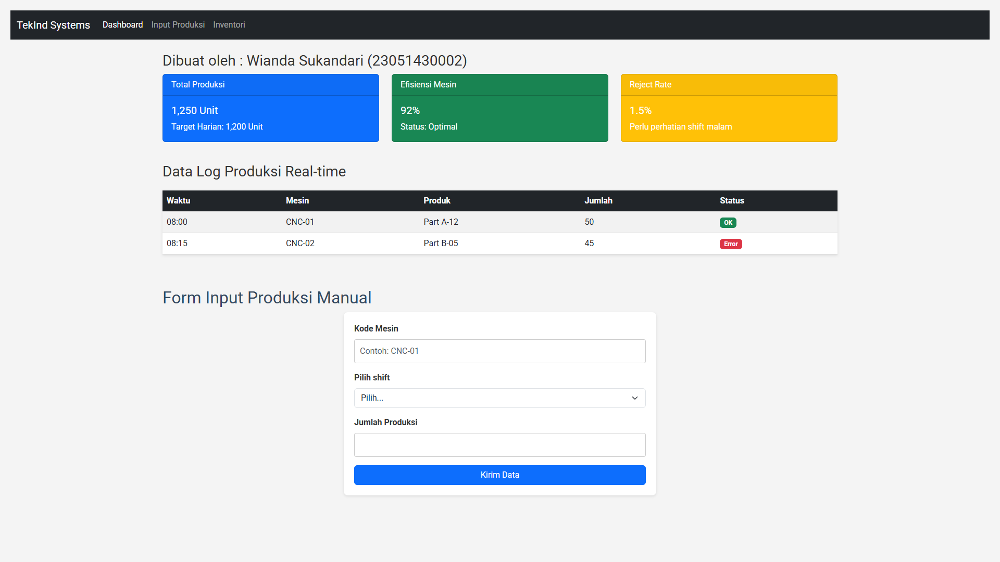 TekInd Systems Dashboard Input Produksi Inventori
Dibuat oleh : Wianda Sukandari (23051430002)
Total Produksi
1,250 Unit
Target Harian: 1,200 Unit
Efisiensi Mesin
92%
Status: Optimal
Reject Rate
1.5%
Perlu perhatian shift malam
Data Log Produksi Real-time
Waktu Mesin Produk Jumlah Status
08:00 CNC-01 Part A-12 50 OK
08:15 CNC-02 Part B-05 45 Error
Form Input Produksi Manual
Kode Mesin
Contoh: CNC-01
Pilih shift
Pilih...
Jumlah Produksi
Kirim Data